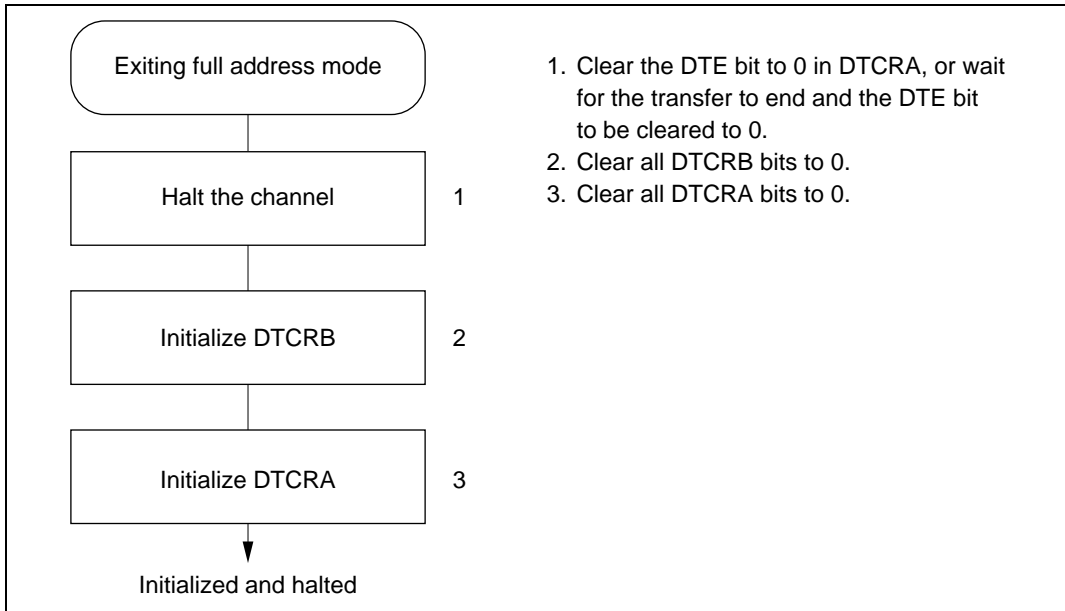 Exiting full address mode
Halt the channel
1
Initialize DTCRB
2
Initialize DTCRA
3
Initialized and halted
1. Clear the DTE bit to 0 in DTCRA, or wait
for the transfer to end and the DTE bit
to be cleared to 0.
2. Clear all DTCRB bits to 0.
3. Clear all DTCRA bits to 0.